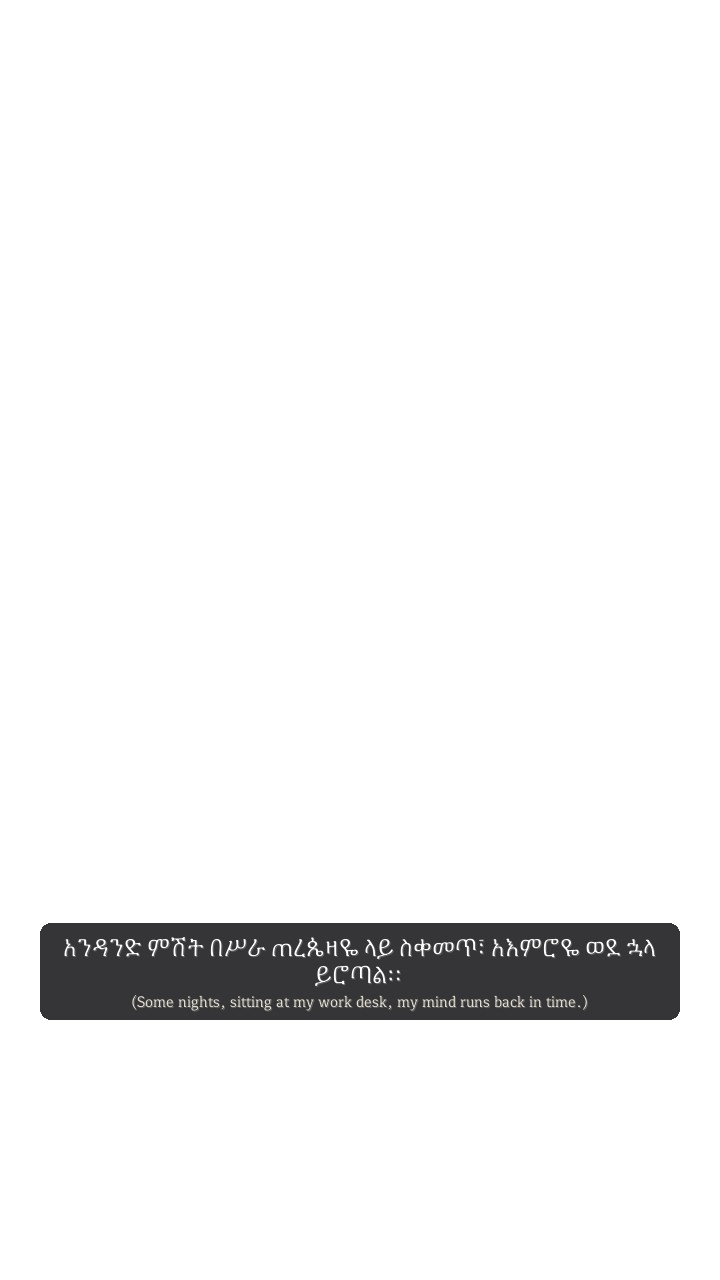 አንዳንድ ምሽት በሥራ ጠረጴዛዬ ላይ ስቀመጥ፣ አእምሮዬ ወደ ኋላ
ይሮጣል።
(Some nights, sitting at my work desk, my mind runs back in time.)